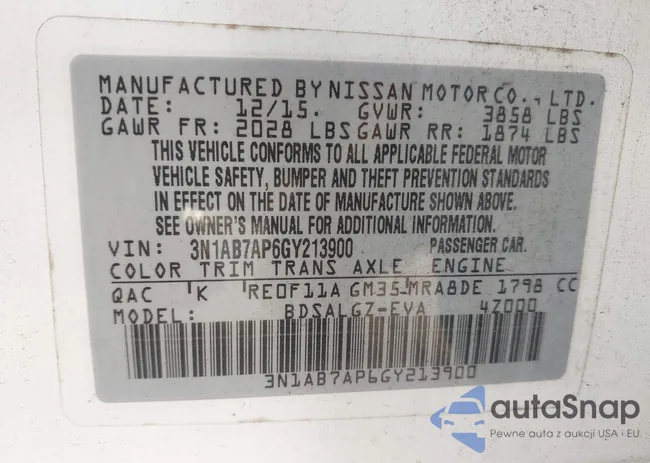 MANUFACTURED BY NISSAN MOTOR CO., LTD.
DATE: 12/15. GVWR: 3858 LBS
GAWR FR: 2028 LBS GAWR RR: 1874 LBS
THIS VEHICLE CONFORMS TO ALL APPLICABLE FEDERAL MOTOR
VEHICLE SAFETY, BUMPER AND THEFT PREVENTION STANDARDS
IN EFFECT ON THE DATE OF MANUFACTURE SHOWN ABOVE.
SEE OWNER'S MANUAL FOR ADDITIONAL INFORMATION.
VIN: 3N1AB7AP6GY213900 PASSENGER CAR.
COLOR TRIM TRANS AXLE ENGINE
QAC K RE0F11A GM35 MRA8DE 1798 CC
MODEL: BDSALGZ-EVA 4Z000
3N1AB7AP6GY213900
autaSnap
Pewne auta z aukcji USA i EU